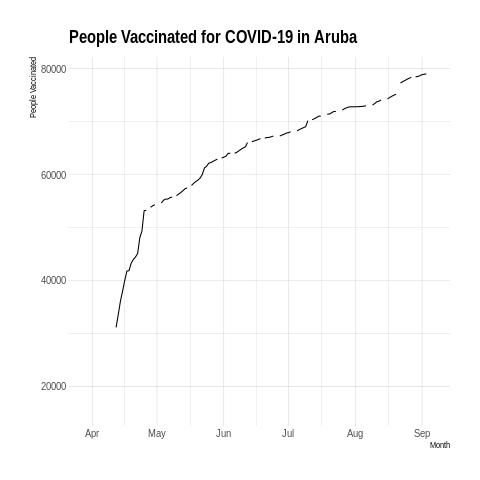 People Vaccinated for COVID-19 in Aruba
People Vaccinated
80000
60000
40000
20000
Apr May Jun Jul Aug Sep
Month